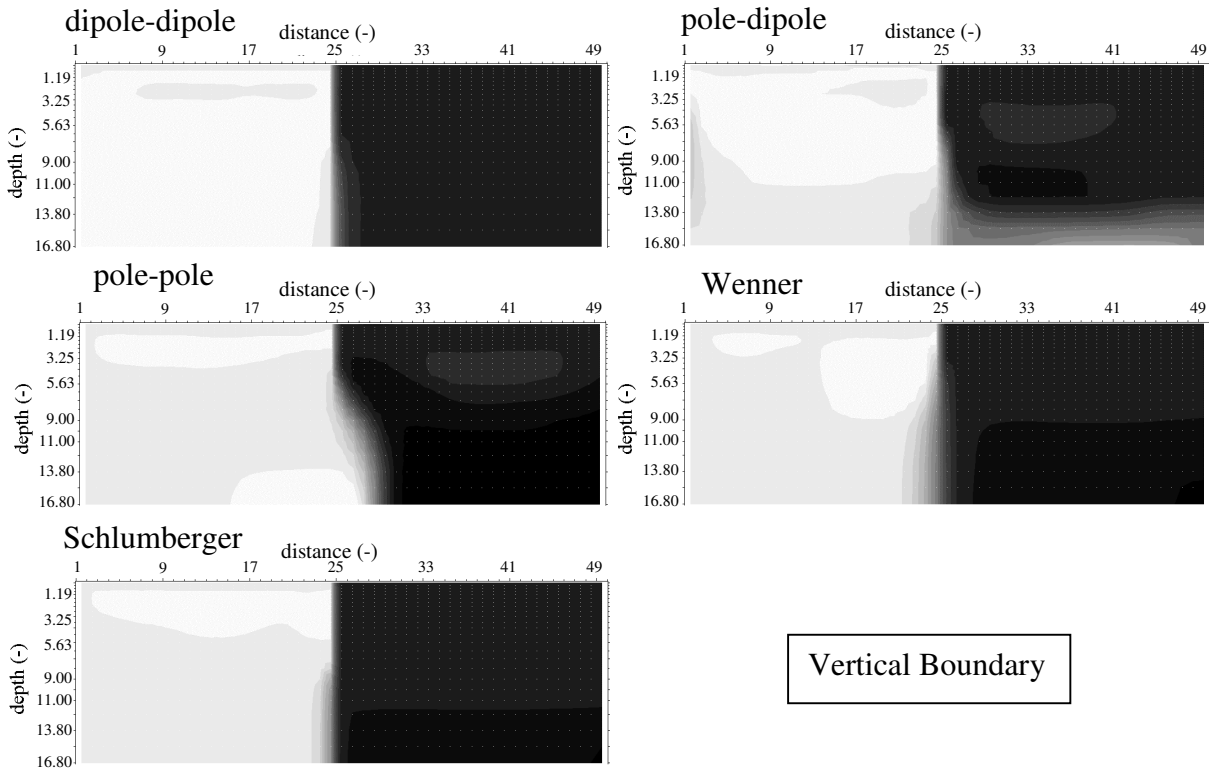 dipole-dipole
distance (-)
1 9 17 25 33 41 49
depth (-)
1.19
3.25
5.63
9.00
11.00
13.80
16.80
pole-dipole
distance (-)
1 9 17 25 33 41 49
depth (-)
1.19
3.25
5.63
9.00
11.00
13.80
16.80
pole-pole
distance (-)
1 9 17 25 33 41 49
depth (-)
1.19
3.25
5.63
9.00
11.00
13.80
16.80
Wenner
distance (-)
1 9 17 25 33 41 49
depth (-)
1.19
3.25
5.63
9.00
11.00
13.80
16.80
Schlumberger
distance (-)
1 9 17 25 33 41 49
depth (-)
1.19
3.25
5.63
9.00
11.00
13.80
16.80
Vertical Boundary